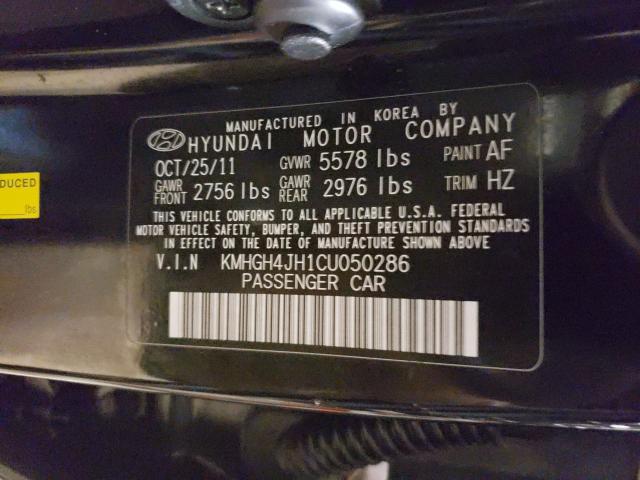 MANUFACTURED IN KOREA BY
HYUNDAI MOTOR COMPANY
OCT/25/11 GVWR 5578 lbs PAINT AF
GAWR FRONT 2756 lbs GAWR REAR 2976 lbs TRIM HZ
THIS VEHICLE CONFORMS TO ALL APPLICABLE U.S.A. FEDERAL
MOTOR VEHICLE SAFETY, BUMPER, AND THEFT PREVENTION STANDARDS
IN EFFECT ON THE DATE OF MANUFACTURE SHOWN ABOVE
V.I.N KMHGH4JH1CU050286
PASSENGER CAR
DUCED
lbs